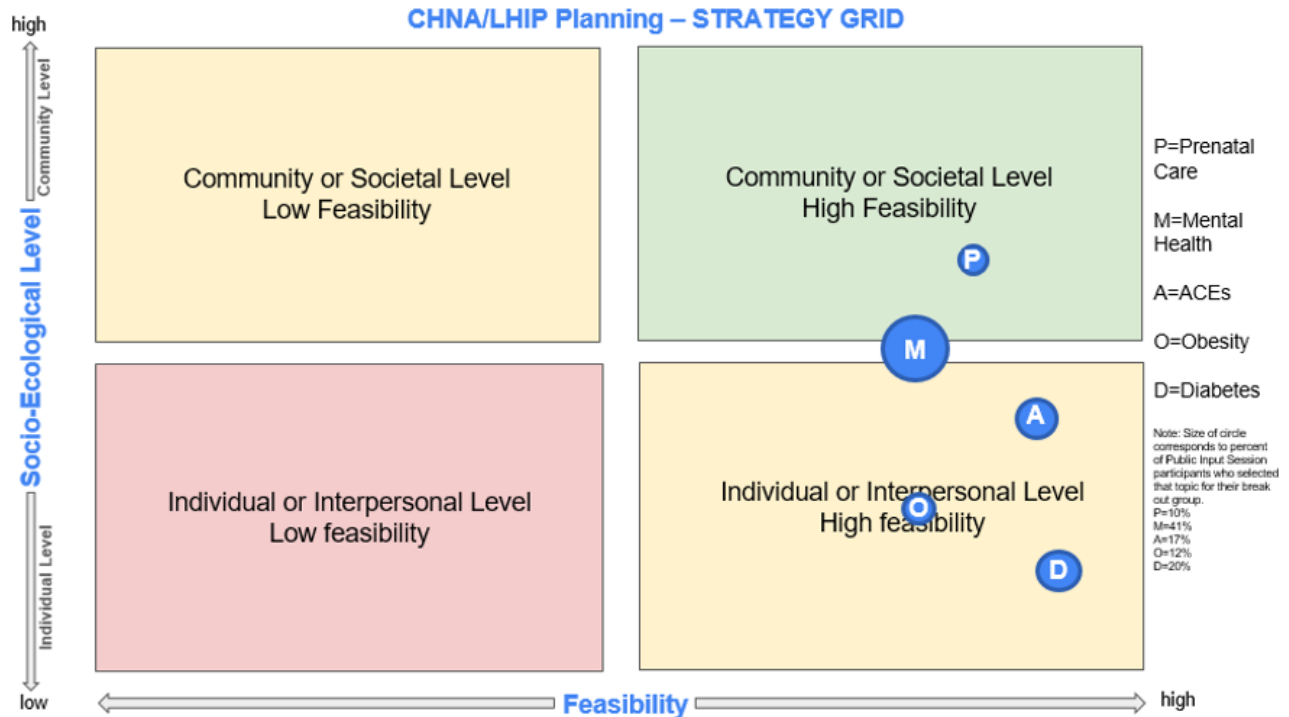 CHNA/LHIP Planning – STRATEGY GRID
high
Community Level
Socio-Ecological Level
Individual Level
low
Community or Societal Level
Low Feasibility
Community or Societal Level
High Feasibility
P
M
A
Individual or Interpersonal Level
Low feasibility
Individual or Interpersonal Level
High feasibility
O
D
Feasibility
high
P=Prenatal
Care
M=Mental
Health
A=ACEs
O=Obesity
D=Diabetes
Note: Size of circle
corresponds to percent
of Public Input Session
participants who selected
that topic for their break
out group.
P=10%
M=41%
A=17%
O=12%
D=20%